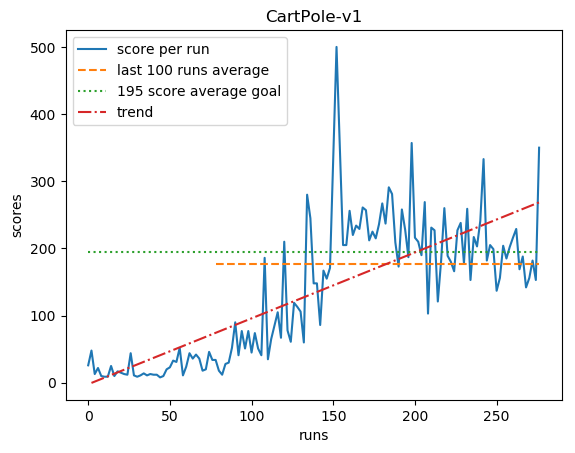 CartPole-v1
score per run
last 100 runs average
195 score average goal
trend
scores
500
400
300
200
100
0
0
50
100
150
200
250
runs